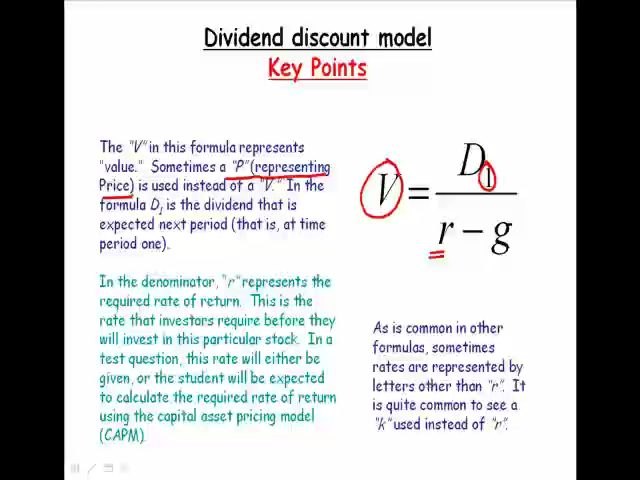 Dividend discount model
Key Points
The "V" in this formula represents
"value." Sometimes a "P" (representing
Price) is used instead of a "V." In the
formula D1 is the dividend that is
expected next period (that is, at time
period one).
V = D1
r – g
In the denominator, "r" represents the
required rate of return. This is the
rate that investors require before they
will invest in this particular stock. In a
test question, this rate will either be
given, or the student will be expected
to calculate the required rate of return
using the capital asset pricing model
(CAPM).
As is common in other
formulas, sometimes
rates are represented by
letters other than "r". It
is quite common to see a
"k" used instead of "r".